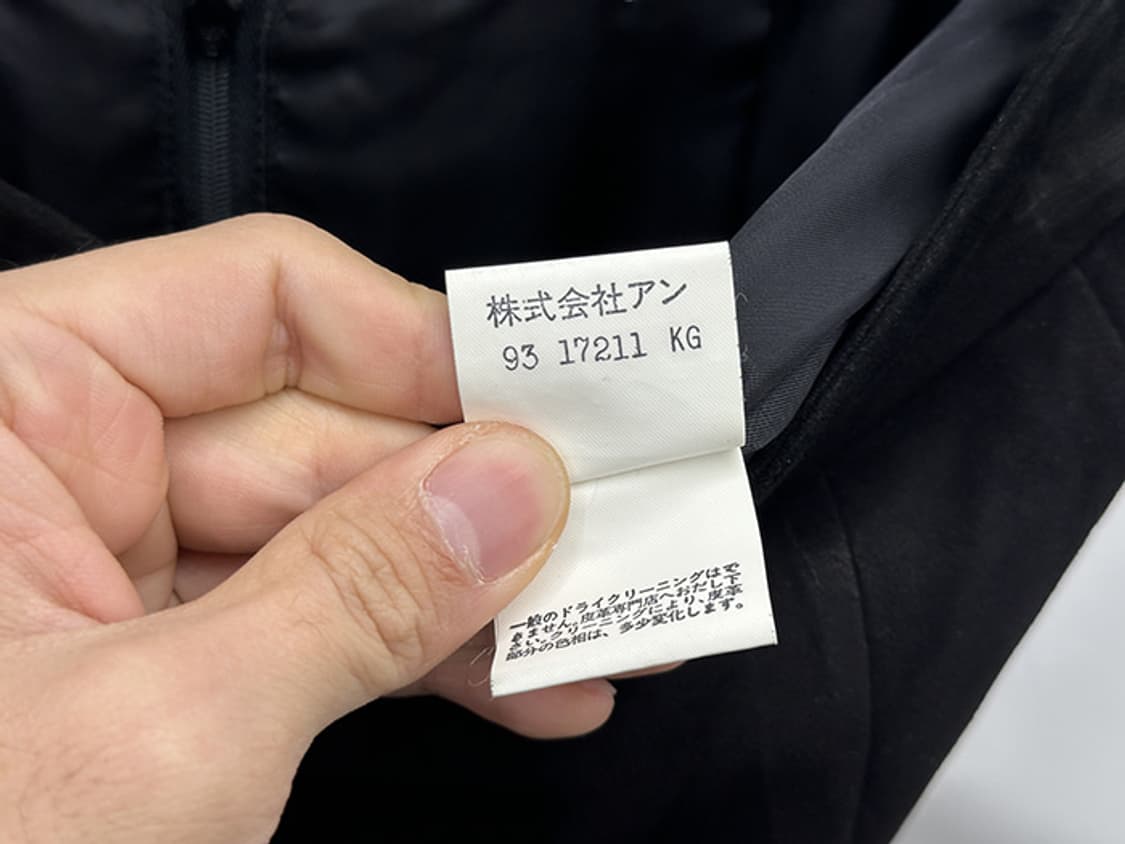 株式会社アン
93 17211 KG
一般のドライクリーニングはで
きません。皮革専門店へおだし下
さい。クリーニングにより、皮革
部分の色相は、多少変化します。